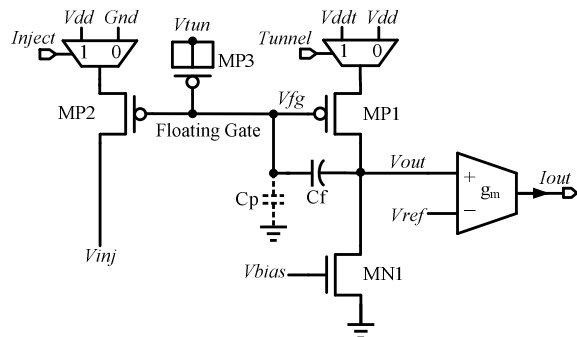 Vdd Gnd
Inject
1 0
Vtun
MP3
Vddt Vdd
Tunnel
1 0
MP2
Floating Gate
Vfg
MP1
Cp
Cf
Vout
+
−
gm
Iout
Vref
Vinj
Vbias
MN1